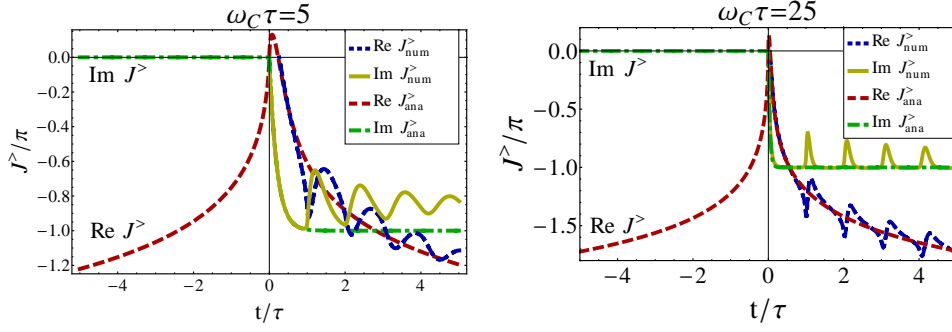 ω_Cτ=5
0.0
−0.2
−0.4
−0.6
−0.8
−1.0
−1.2
J^>/π
Im J^>
Re J^>
Re J^>_num
Im J^>_num
Re J^>_ana
Im J^>_ana
−4 −2 0 2 4
t/τ
ω_Cτ=25
0.0
−0.5
−1.0
−1.5
J^>/π
Im J^>
Re J^>
Re J^>_num
Im J^>_num
Re J^>_ana
Im J^>_ana
−4 −2 0 2 4
t/τ